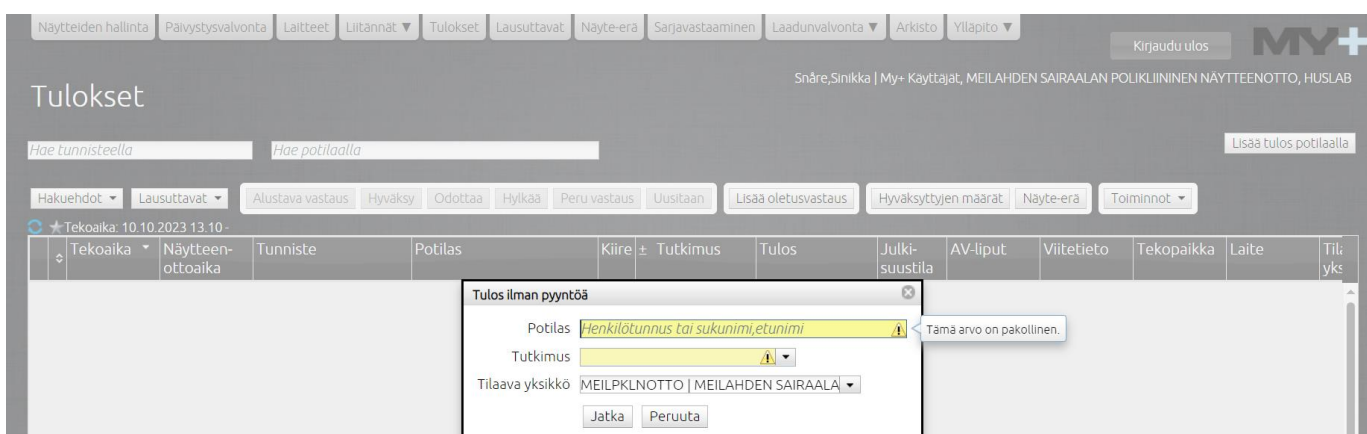 Näytteiden hallinta Päivystysvalvonta Laitteet Liitännät ▼ Tulokset Lausuttavat Näyte-erä Sarjavastaaminen Laadunvalvonta ▼ Arkisto Ylläpito ▼
Kirjaudu ulos MY+
Snåre,Sinikka | My+ Käyttäjät, MEILAHDEN SAIRAALAN POLIKLIININEN NÄYTTEENOTTO, HUSLAB
Tulokset
Hae tunnisteella Hae potilaalla
Lisää tulos potilaalla
Hakuehdot Lausuttavat Alustava vastaus Hyväksy Odottaa Hylkää Peru vastaus Uusitaan Lisää oletusvastaus Hyväksyttyjen määrät Näyte-erä Toiminnot
Tekoaika: 10.10.2023 13.10 -
Tekoaika Näytteen- Tunniste Potilas Kiire ± Tutkimus Tulos Julki- AV-liput Viitetieto Tekopaikka Laite Tila
ottoaika suustila yks
Tulos ilman pyyntöä
Potilas Henkilötunnus tai sukunimi,etunimi Tämä arvo on pakollinen.
Tutkimus
Tilaava yksikkö MEILPKLNOTTO | MEILAHDEN SAIRAALA
Jatka Peruuta